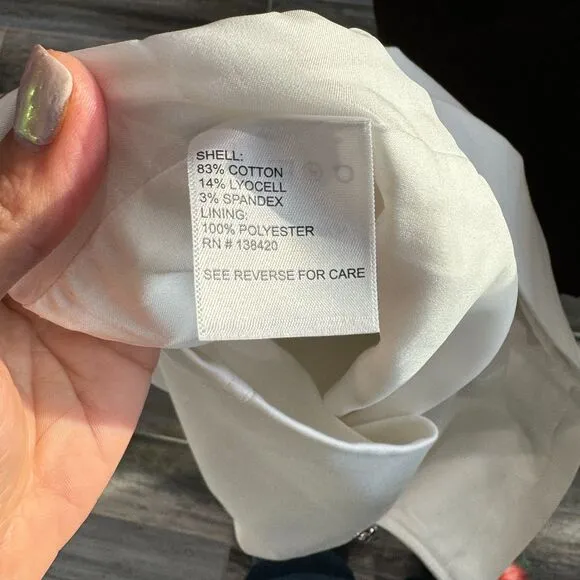 SHELL:
83% COTTON
14% LYOCELL
3% SPANDEX
LINING:
100% POLYESTER
RN # 138420
SEE REVERSE FOR CARE